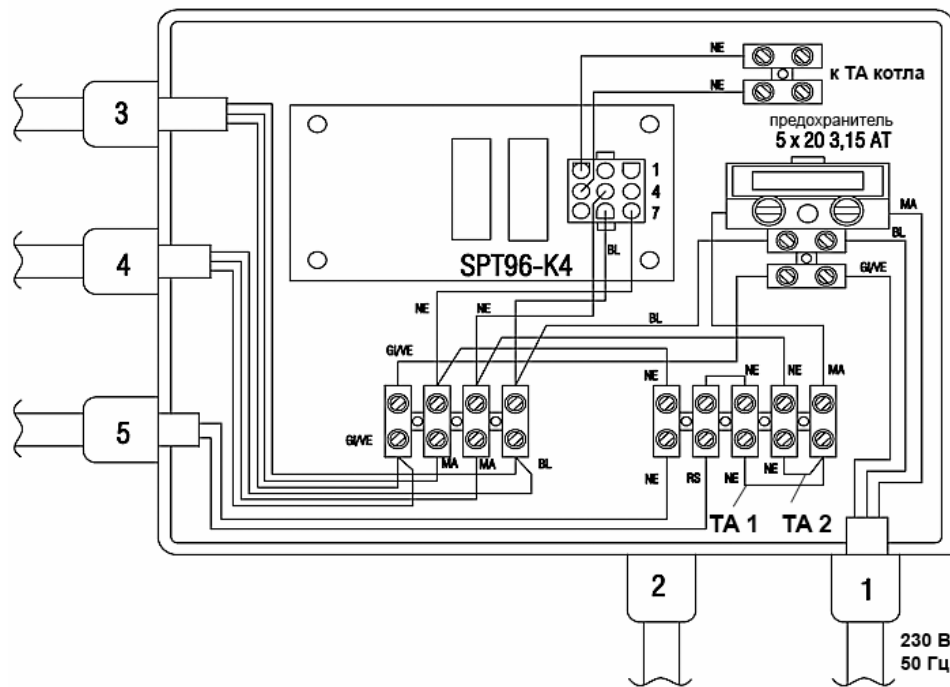 NE
NE
к ТА котла
предохранитель
5 x 20 3,15 AT
3
1
4
7
MA
BL
BL
GI/VE
4
SPT96-K4
NE
NE
BL
GI/VE
NE
NE
NE
MA
5
GI/VE
MA
MA
BL
NE
RS
NE
NE
TA 1
TA 2
2
1
230 В
50 Гц